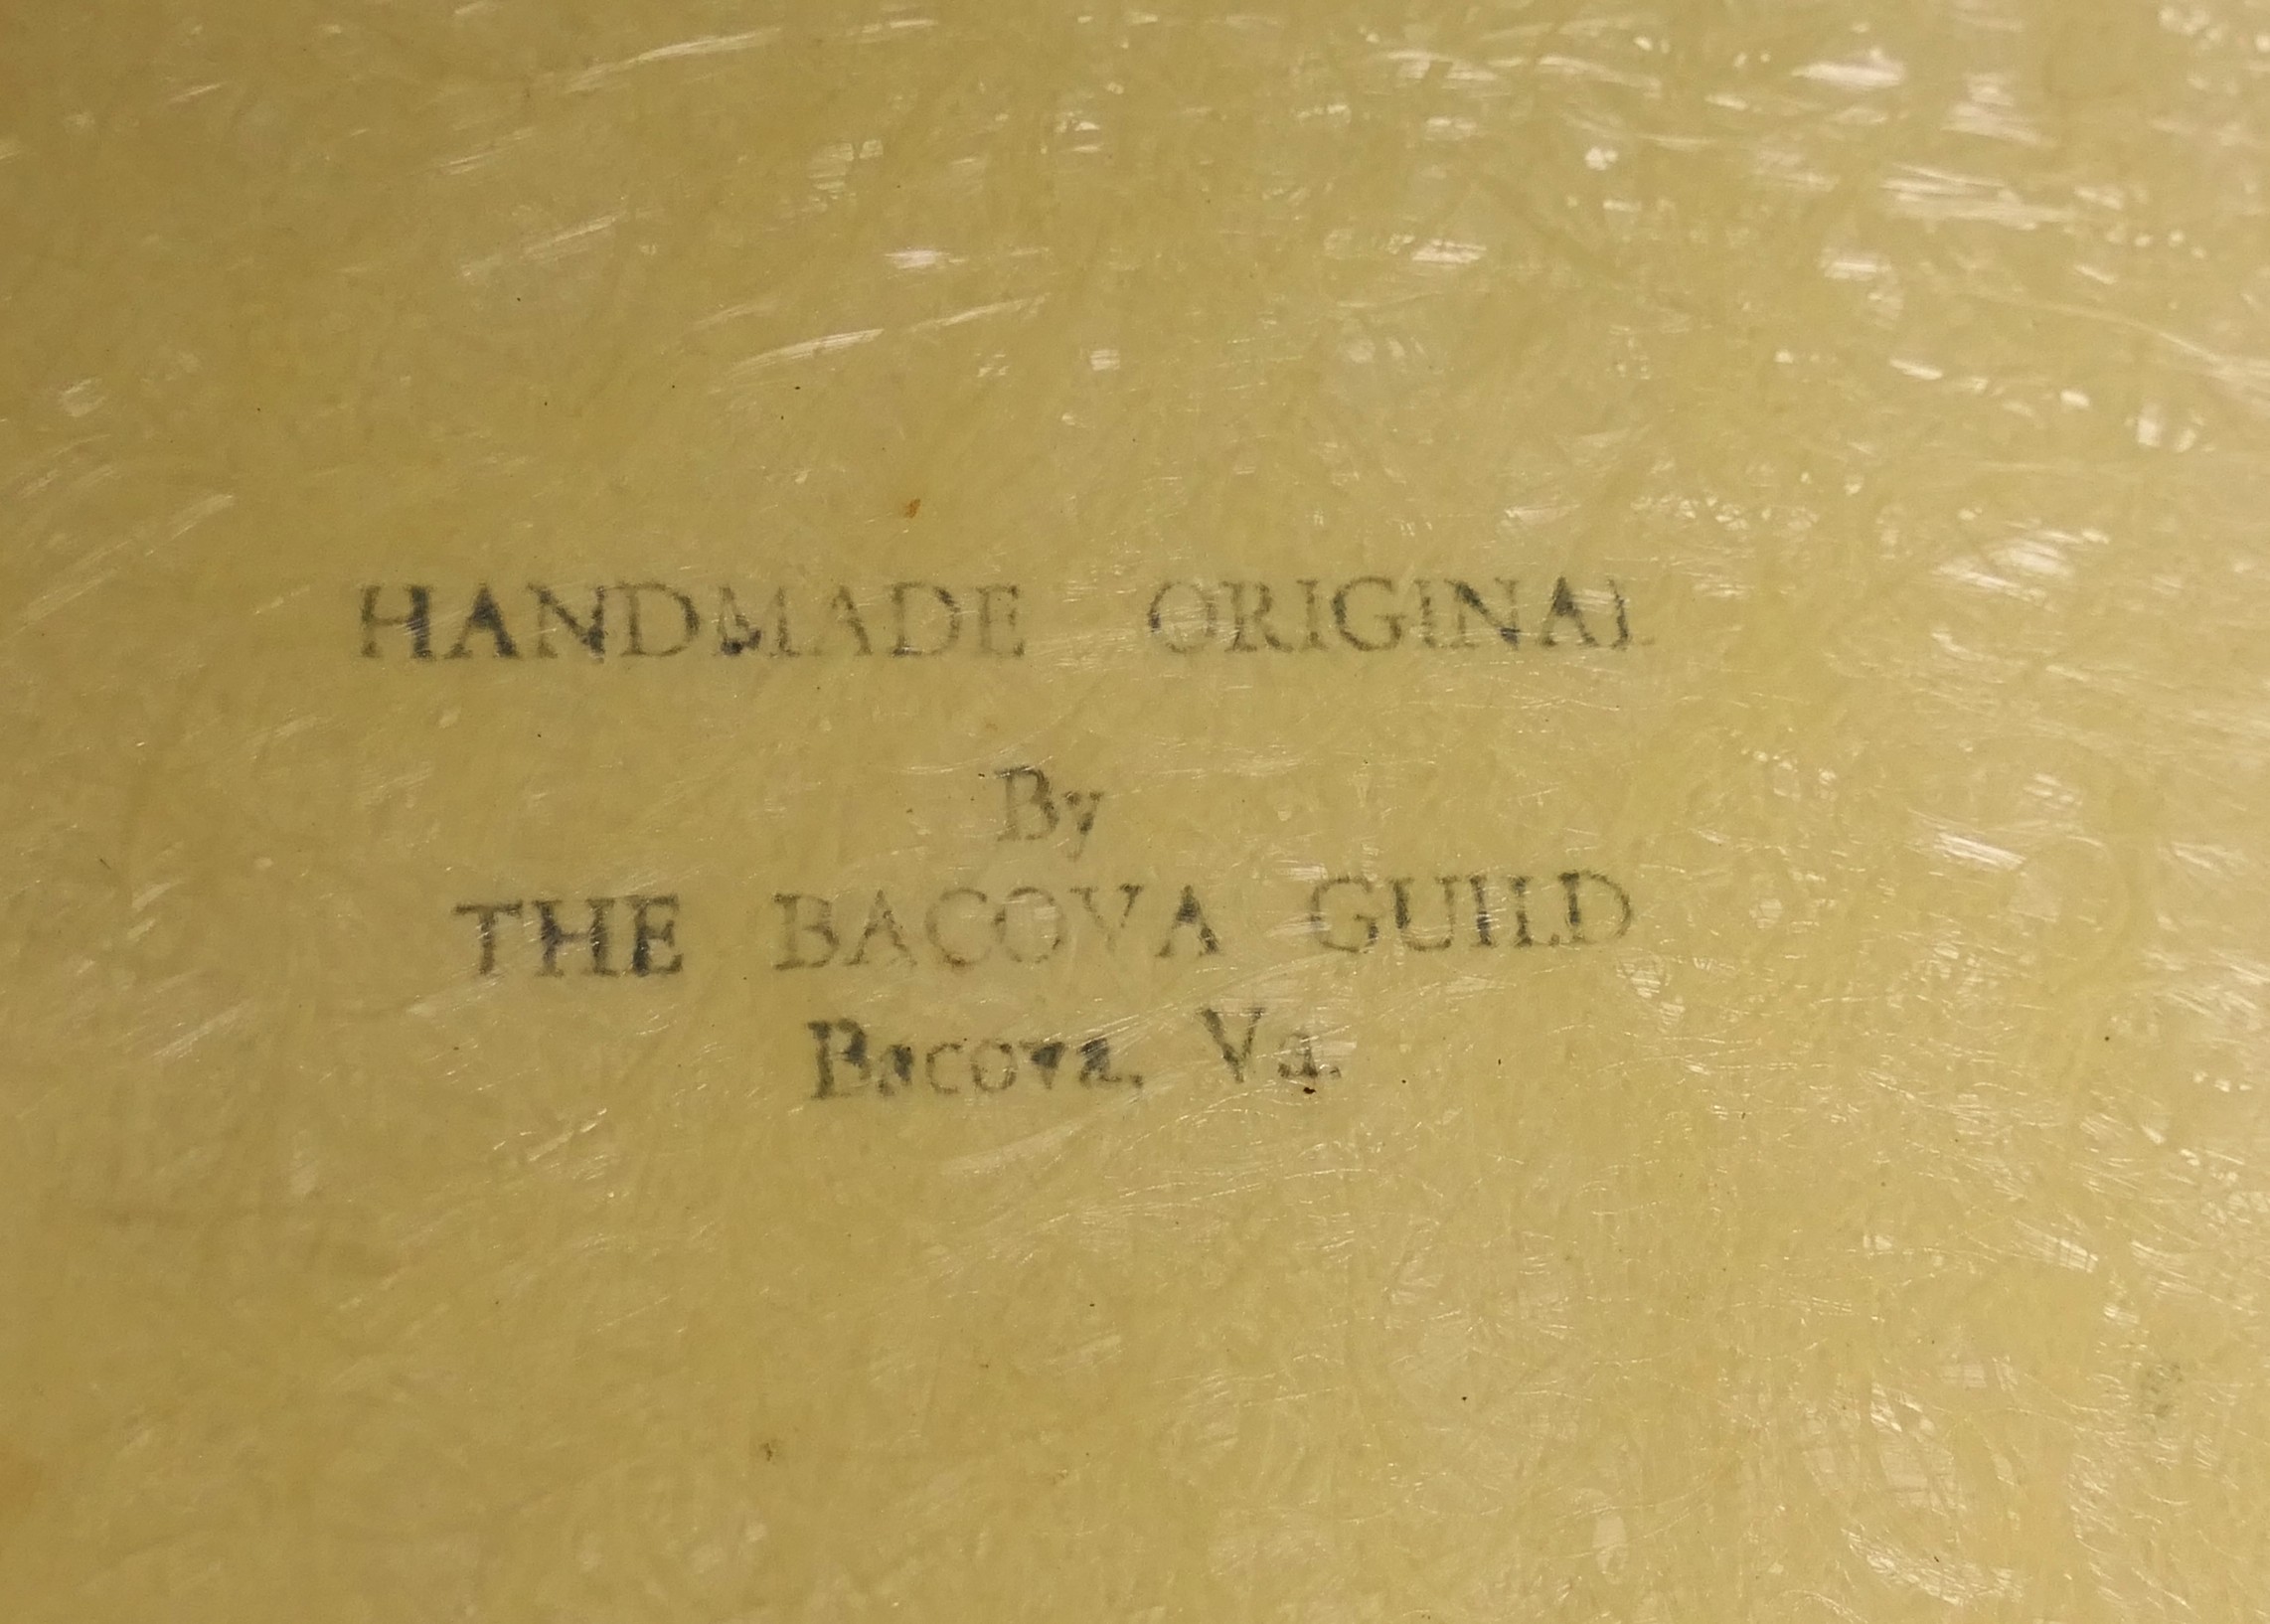 HANDMADE ORIGINAL
By
THE BACOVA GUILD
Bacova, Va.